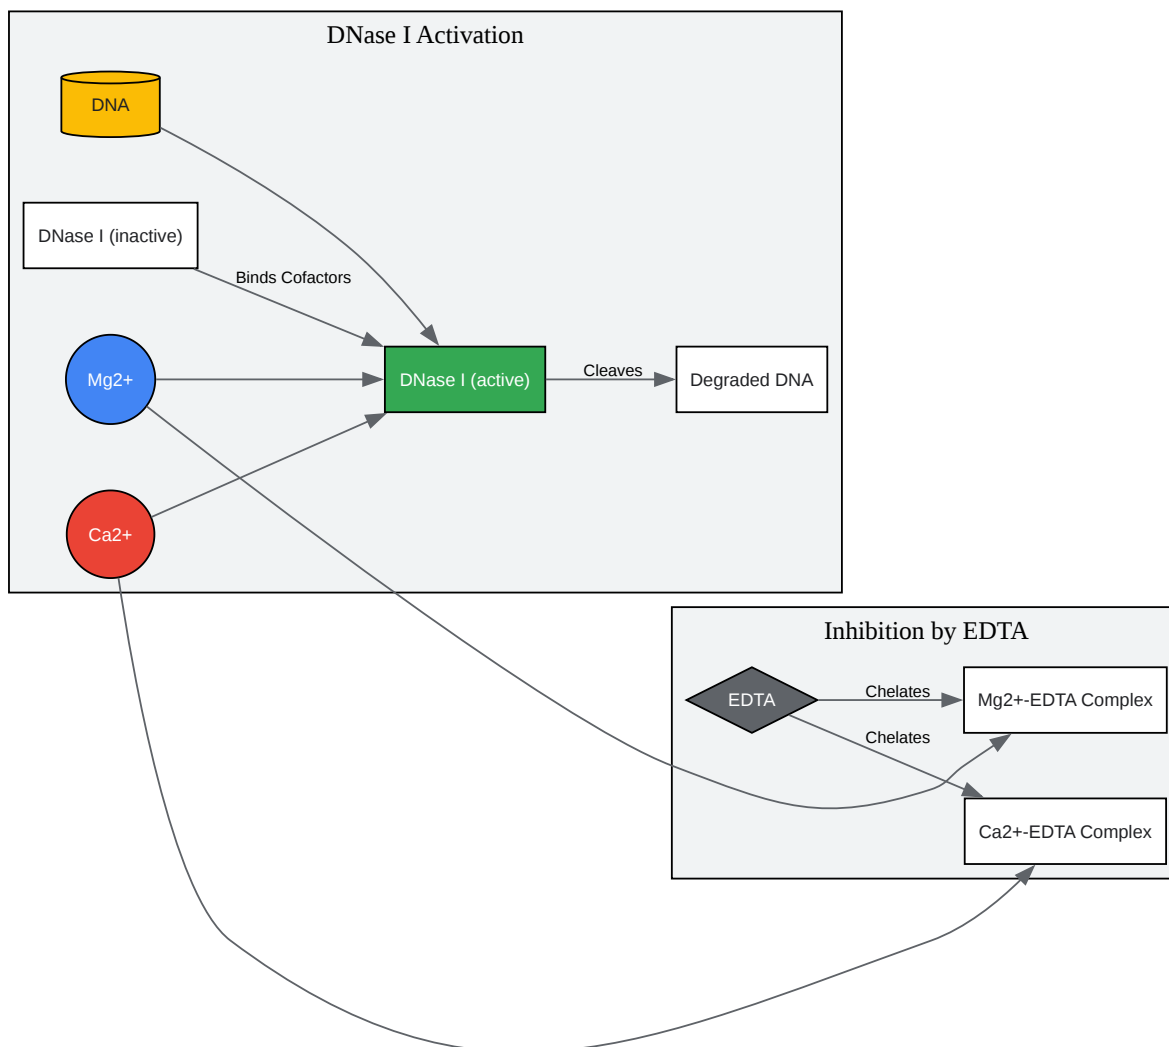 DNase I Activation
DNA
DNase I (inactive)
Binds Cofactors
Mg2+
DNase I (active)
Cleaves
Degraded DNA
Ca2+
Inhibition by EDTA
EDTA
Chelates
Mg2+-EDTA Complex
Chelates
Ca2+-EDTA Complex